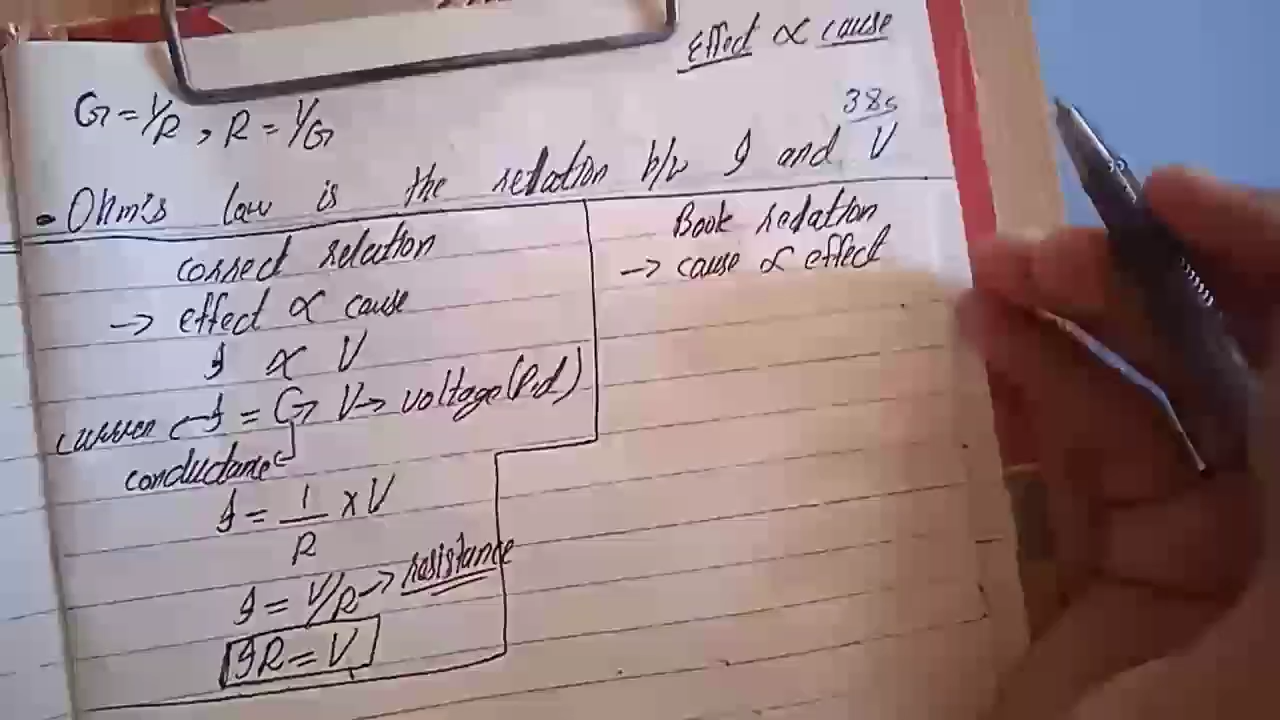 Effect ∝ cause
G = 1/R , R = 1/G
38s
• Ohm's law is the relation b/w I and V
correct relation
→ effect ∝ cause
I ∝ V
current ← I = G V → voltage (P.d)
conductance
I = 1/R × V
I = V/R → resistance
IR = V
Book relation
→ cause ∝ effect